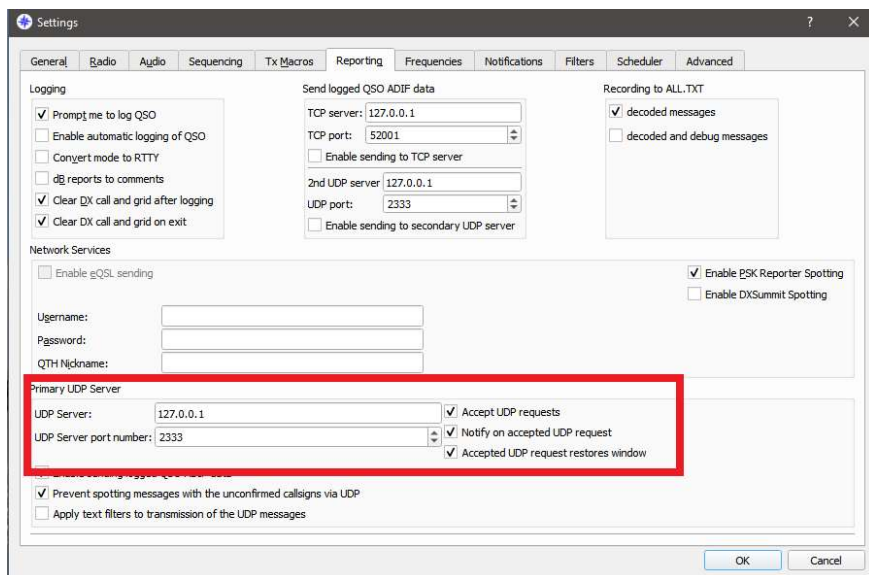 Settings
General Radio Audio Sequencing Tx Macros Reporting Frequencies Notifications Filters Scheduler Advanced
Logging
Prompt me to log QSO
Enable automatic logging of QSO
Convert mode to RTTY
dB reports to comments
Clear DX call and grid after logging
Clear DX call and grid on exit
Send logged QSO ADIF data
TCP server: 127.0.0.1
TCP port: 52001
Enable sending to TCP server
2nd UDP server 127.0.0.1
UDP port: 2333
Enable sending to secondary UDP server
Recording to ALL.TXT
decoded messages
decoded and debug messages
Network Services
Enable eQSL sending
Enable PSK Reporter Spotting
Enable DXSummit Spotting
Username:
Password:
QTH Nickname:
Primary UDP Server
UDP Server: 127.0.0.1
Accept UDP requests
UDP Server port number: 2333
Notify on accepted UDP request
Accepted UDP request restores window
Enable sending logged QSO ADIF data
Prevent spotting messages with the unconfirmed callsigns via UDP
Apply text filters to transmission of the UDP messages
OK Cancel